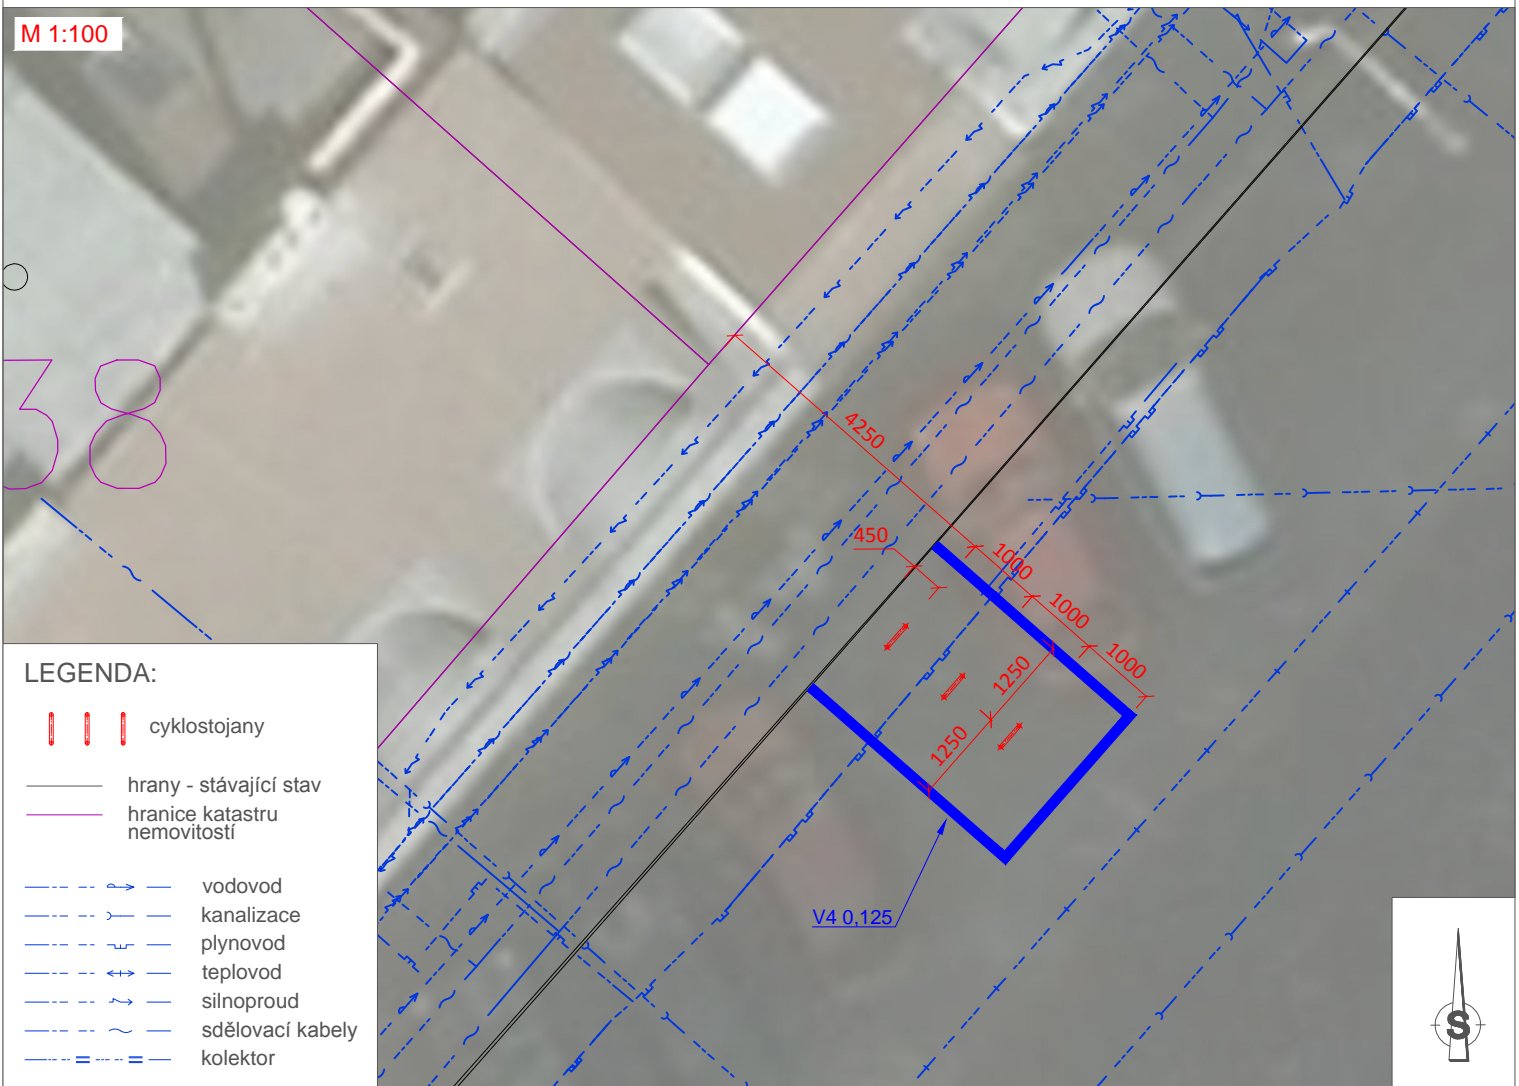 M 1:100
38
4250
450
1000
1000
1000
1250
1250
V4 0,125
LEGENDA:
cyklostojany
hrany - stávající stav
hranice katastru
nemovitostí
vodovod
kanalizace
plynovod
teplovod
silnoproud
sdělovací kabely
kolektor
S